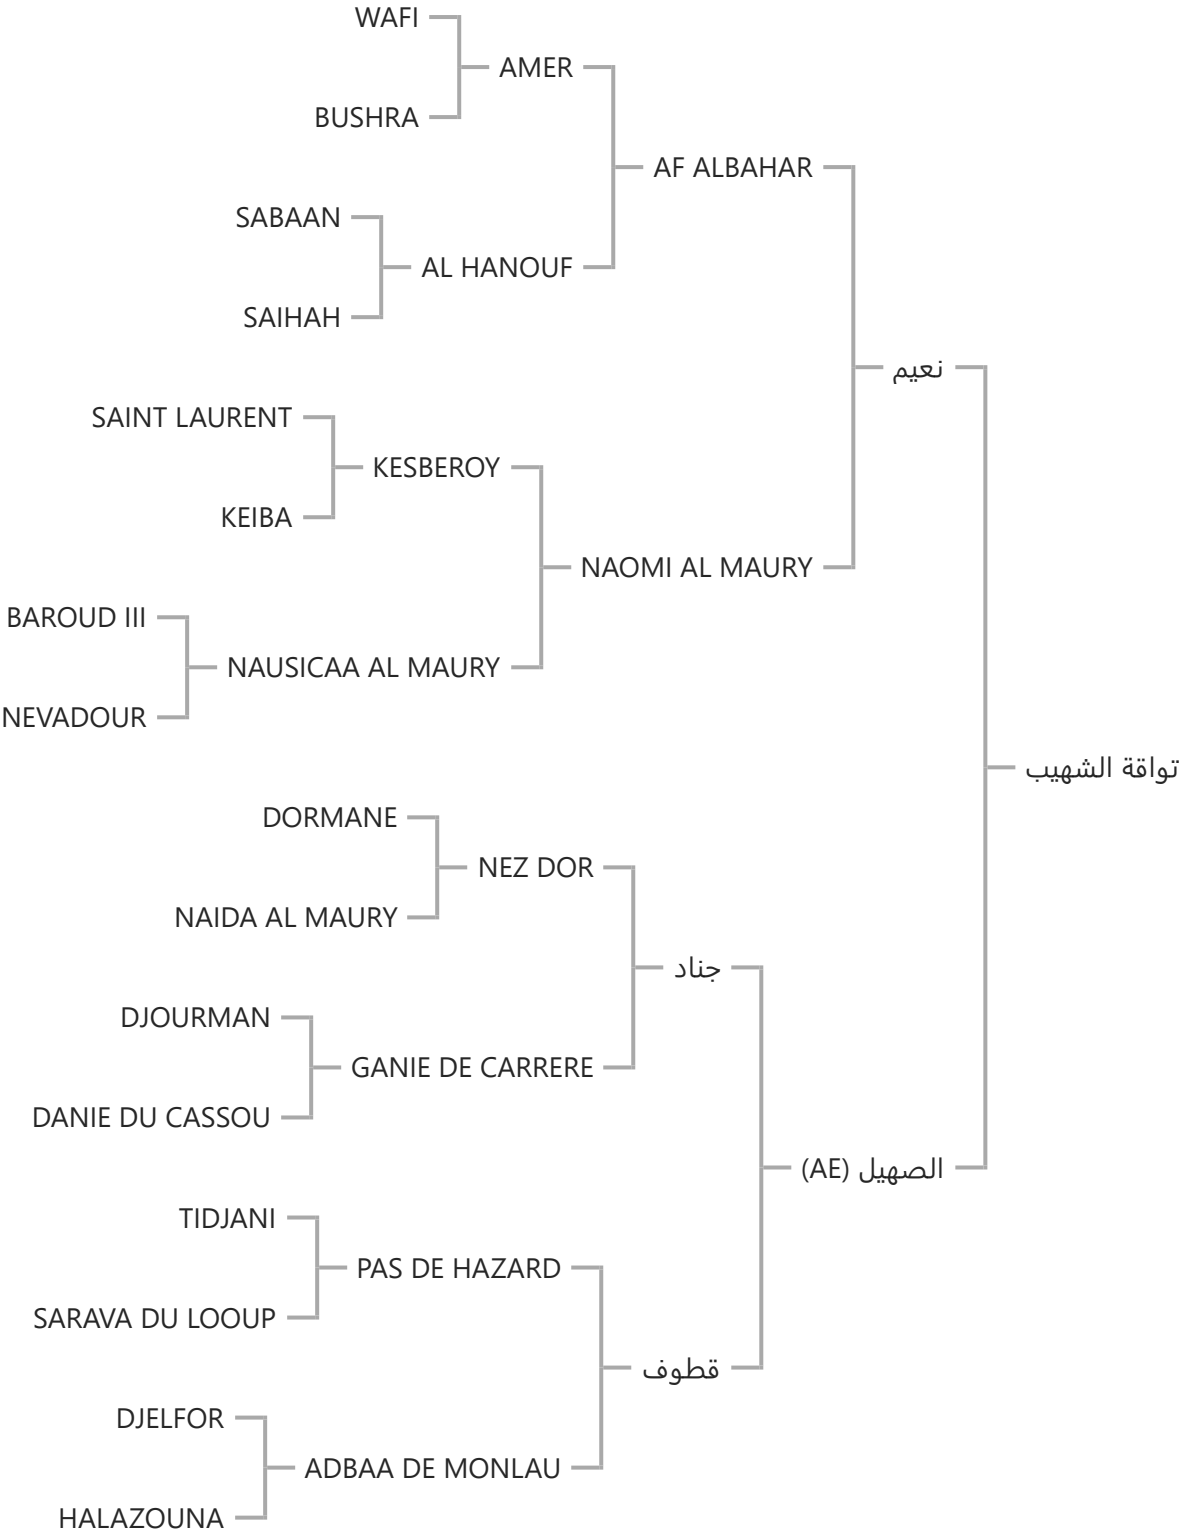 WAFI
AMER
BUSHRA
AF ALBAHAR
SABAAN
AL HANOUF
SAIHAH
نعيم
SAINT LAURENT
KESBEROY
KEIBA
NAOMI AL MAURY
BAROUD III
NAUSICAA AL MAURY
NEVADOUR
تواقة الشهيب
DORMANE
NEZ DOR
NAIDA AL MAURY
جناد
DJOURMAN
GANIE DE CARRERE
DANIE DU CASSOU
الصهيل (AE)
TIDJANI
PAS DE HAZARD
SARAVA DU LOOUP
قطوف
DJELFOR
ADBAA DE MONLAU
HALAZOUNA